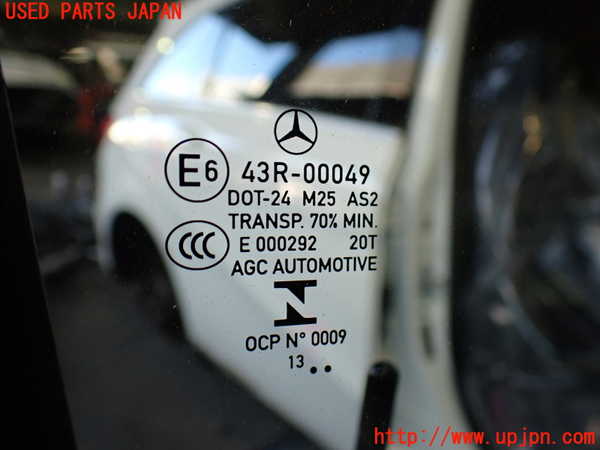 USED PARTS JAPAN
E6 43R-00049
DOT-24 M25 AS2
TRANSP. 70% MIN.
CCC E 000292 20T
AGC AUTOMOTIVE
OCP N° 0009
13 ..
http://www.upjpn.com/